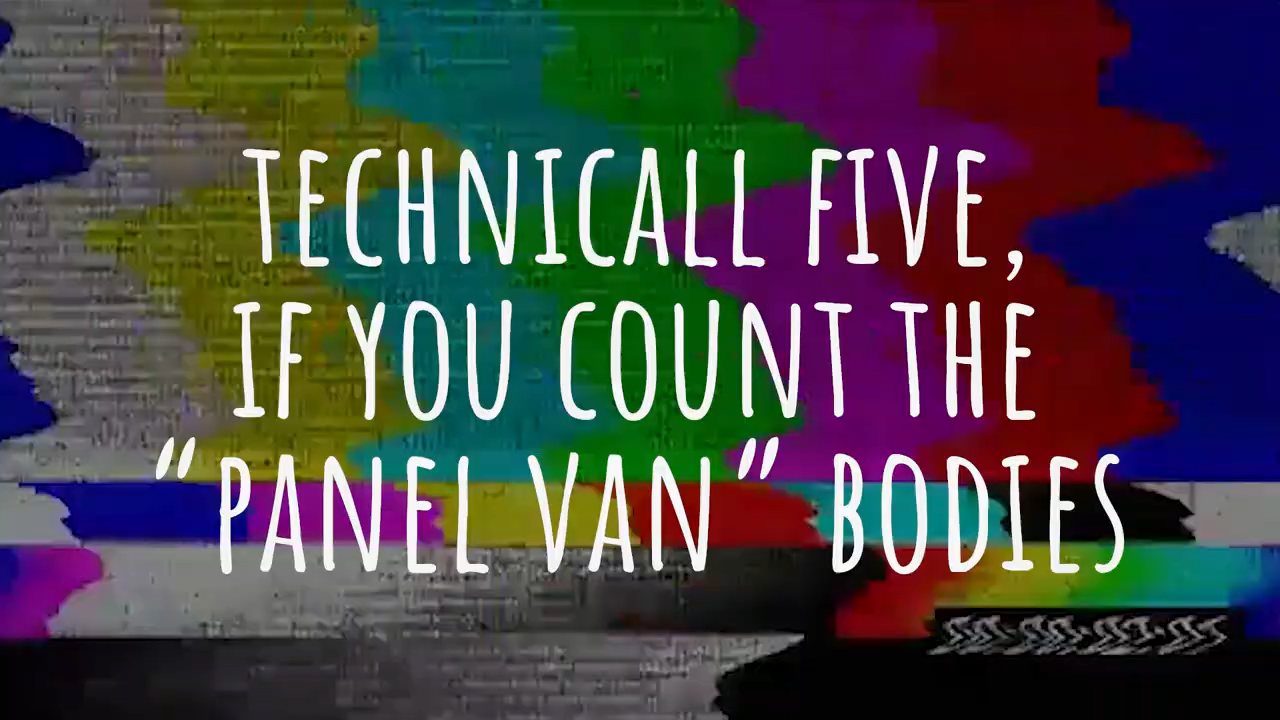 TECHNICALL FIVE,
IF YOU COUNT THE
“PANEL VAN” BODIES